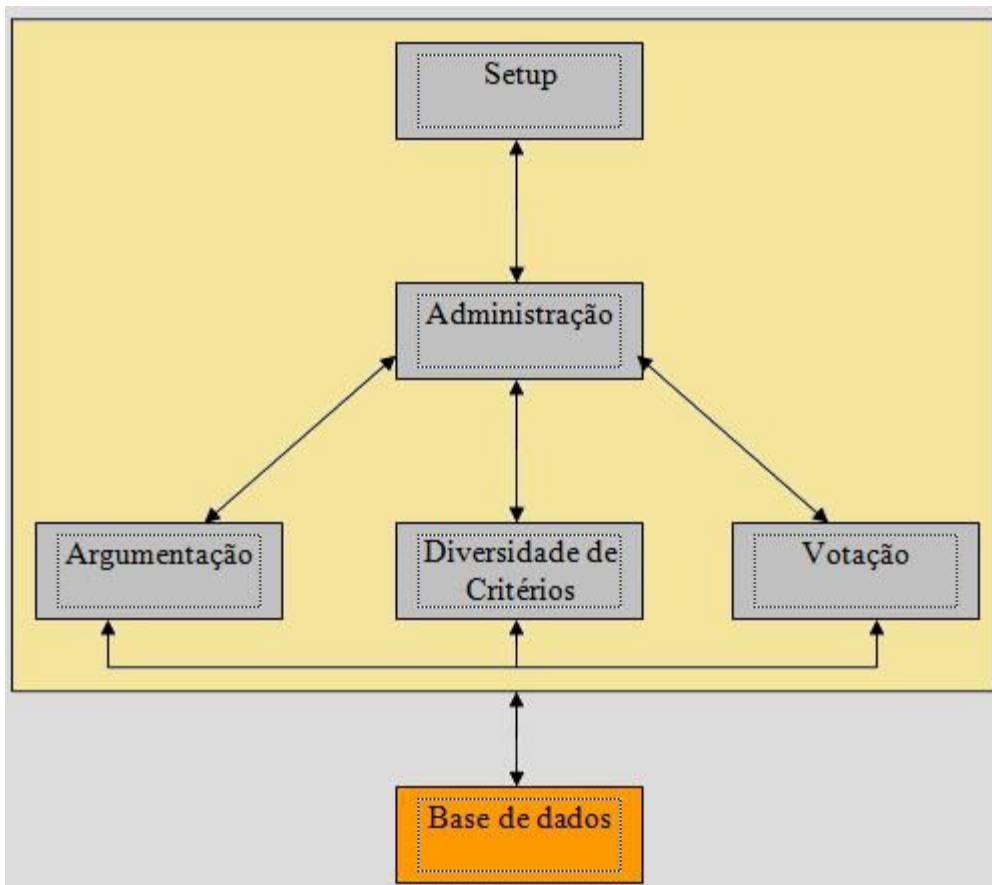 Setup
Administração
Argumentação
Diversidade de
Critérios
Votação
Base de dados